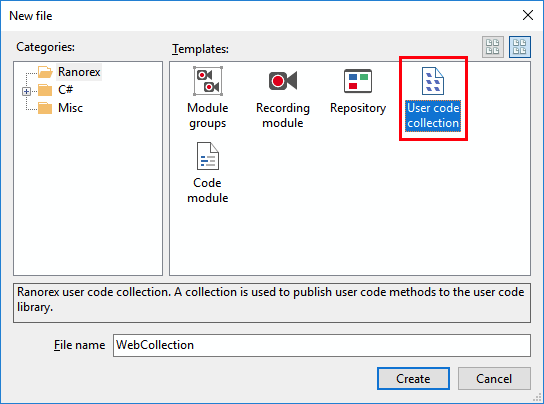 New file
Categories:
Templates:
Ranorex
C#
Misc
Module
groups
Recording
module
Repository
User code
collection
Code
module
Ranorex user code collection. A collection is used to publish user code methods to the user code
library.
File name
WebCollection
Create
Cancel